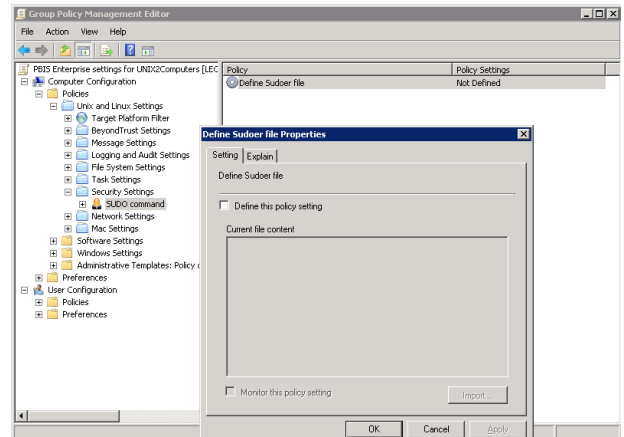 Group Policy Management Editor
File Action View Help
PBIS Enterprise settings for UNIX2Computers [LEC
Computer Configuration
Policies
Unix and Linux Settings
Target Platform Filter
BeyondTrust Settings
Message Settings
Logging and Audit Settings
File System Settings
Task Settings
Security Settings
SUDO command
Network Settings
Mac Settings
Software Settings
Windows Settings
Administrative Templates: Policy
Preferences
User Configuration
Policies
Preferences
Policy Policy Settings
Define Sudoer file Not Defined
Define Sudoer file Properties
Setting Explain
Define Sudoer file
Define this policy setting
Current file content
Monitor this policy setting
Import...
OK Cancel Apply